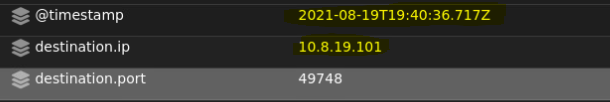 @timestamp 2021-08-19T19:40:36.717Z
destination.ip 10.8.19.101
destination.port 49748